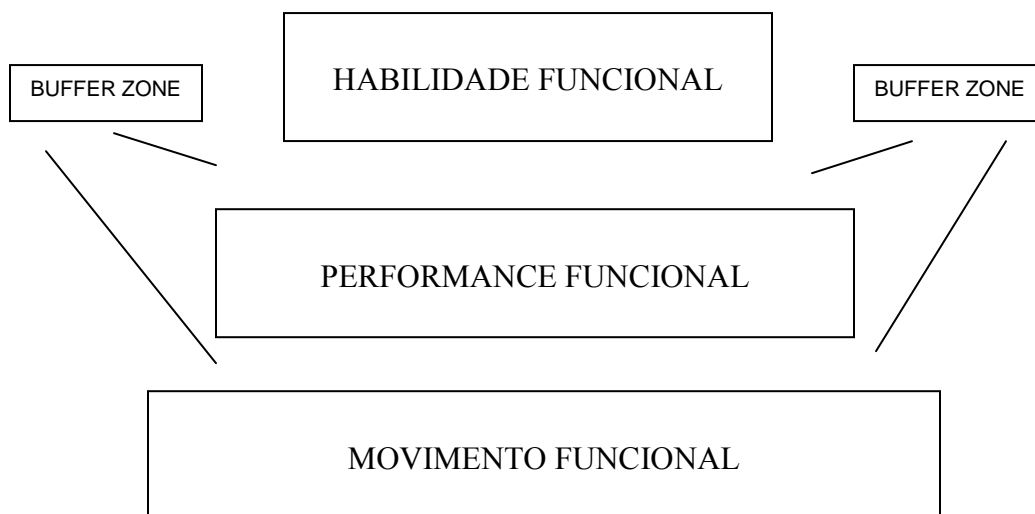 HABILIDADE FUNCIONAL
BUFFER ZONE
BUFFER ZONE
PERFORMANCE FUNCIONAL
MOVIMENTO FUNCIONAL